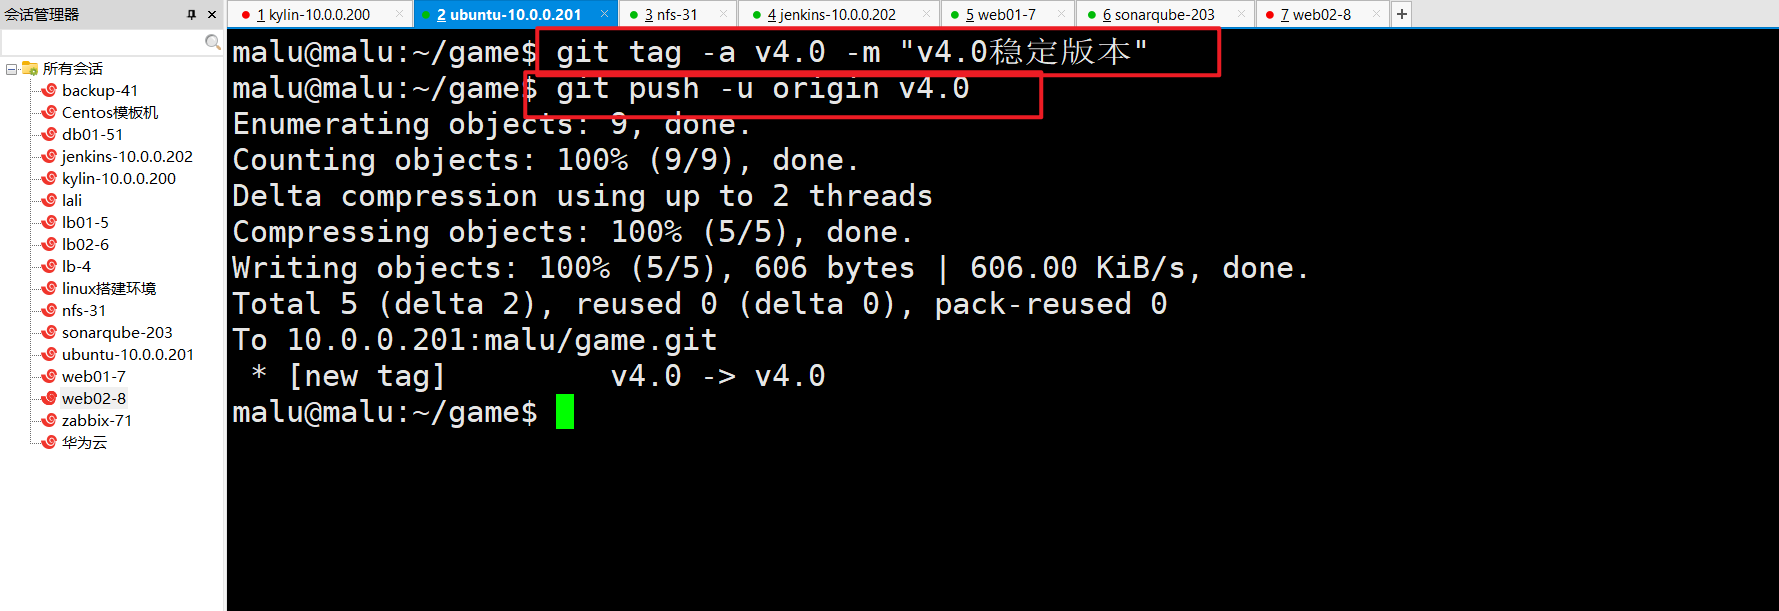 会话管理器
1 kylin-10.0.0.200
2 ubuntu-10.0.0.201
3 nfs-31
4 jenkins-10.0.0.202
5 web01-7
6 sonarqube-203
7 web02-8
所有会话
backup-41
Centos模板机
db01-51
jenkins-10.0.0.202
kylin-10.0.0.200
lali
lb01-5
lb02-6
lb-4
linux搭建环境
nfs-31
sonarqube-203
ubuntu-10.0.0.201
web01-7
web02-8
zabbix-71
华为云
malu@malu:~/game$ git tag -a v4.0 -m "v4.0稳定版本"
malu@malu:~/game$ git push -u origin v4.0
Enumerating objects: 9, done.
Counting objects: 100% (9/9), done.
Delta compression using up to 2 threads
Compressing objects: 100% (5/5), done.
Writing objects: 100% (5/5), 606 bytes | 606.00 KiB/s, done.
Total 5 (delta 2), reused 0 (delta 0), pack-reused 0
To 10.0.0.201:malu/game.git
 * [new tag]         v4.0 -> v4.0
malu@malu:~/game$